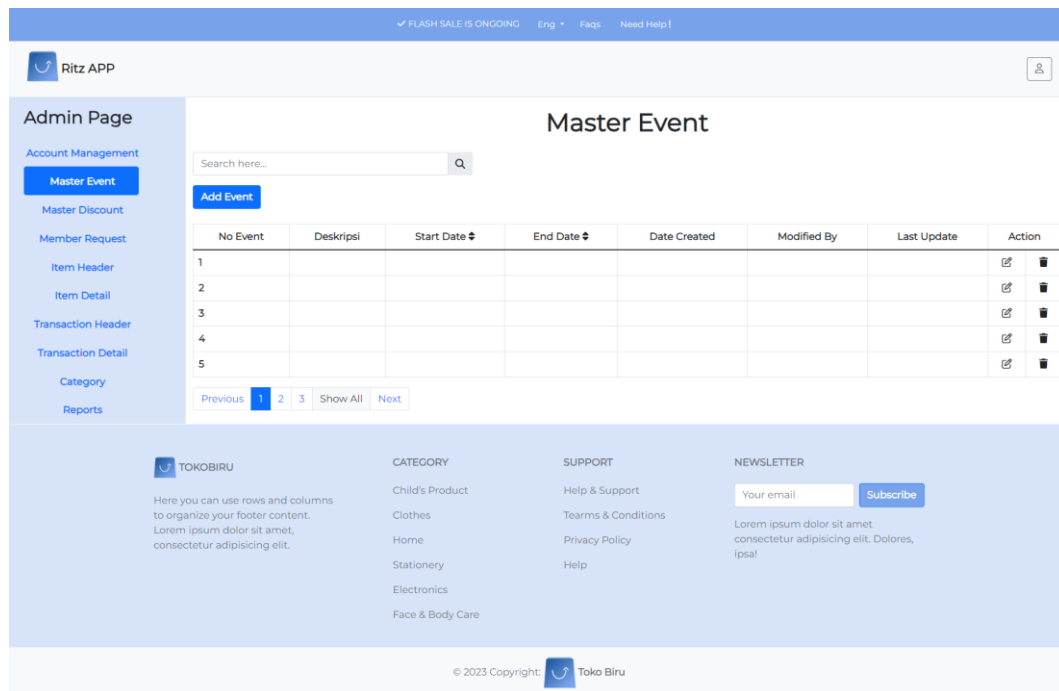 ✓ FLASH SALE IS ONGOING Eng Faqs Need Help!
Ritz APP
Admin Page
Account Management
Master Event
Master Discount
Member Request
Item Header
Item Detail
Transaction Header
Transaction Detail
Category
Reports
Master Event
Search here...
Add Event
No Event Deskripsi Start Date End Date Date Created Modified By Last Update Action
1
2
3
4
5
Previous 1 2 3 Show All Next
TOKOBIRU
Here you can use rows and columns
to organize your footer content.
Lorem ipsum dolor sit amet,
consectetur adipisicing elit.
CATEGORY
Child's Product
Clothes
Home
Stationery
Electronics
Face & Body Care
SUPPORT
Help & Support
Tearms & Conditions
Privacy Policy
Help
NEWSLETTER
Your email Subscribe
Lorem ipsum dolor sit amet
consectetur adipisicing elit. Dolores,
ipsa!
© 2023 Copyright: Toko Biru